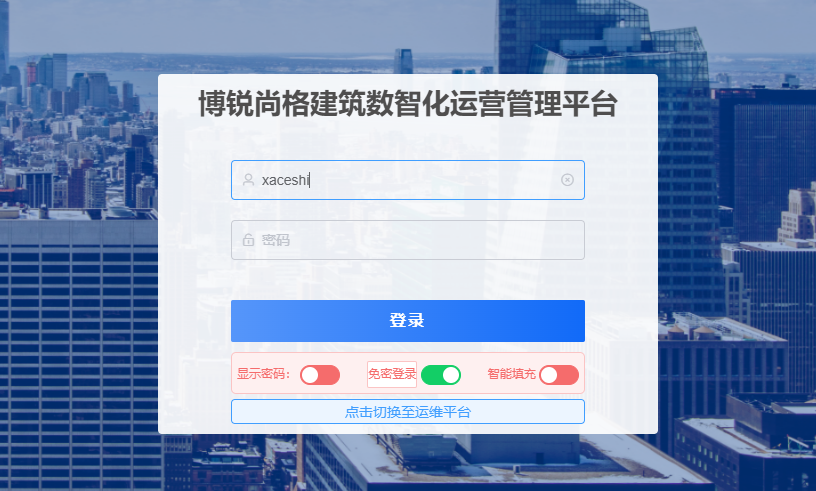 博锐尚格建筑数智化运营管理平台
xaceshi
密码
登录
显示密码： 免密登录 智能填充
点击切换至运维平台